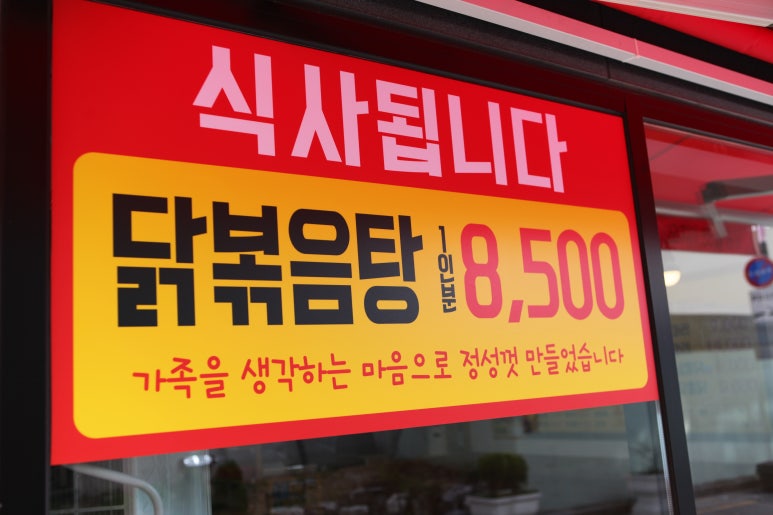 식사됩니다
닭볶음탕 1인분 8,500
가족을 생각하는 마음으로 정성껏 만들었습니다